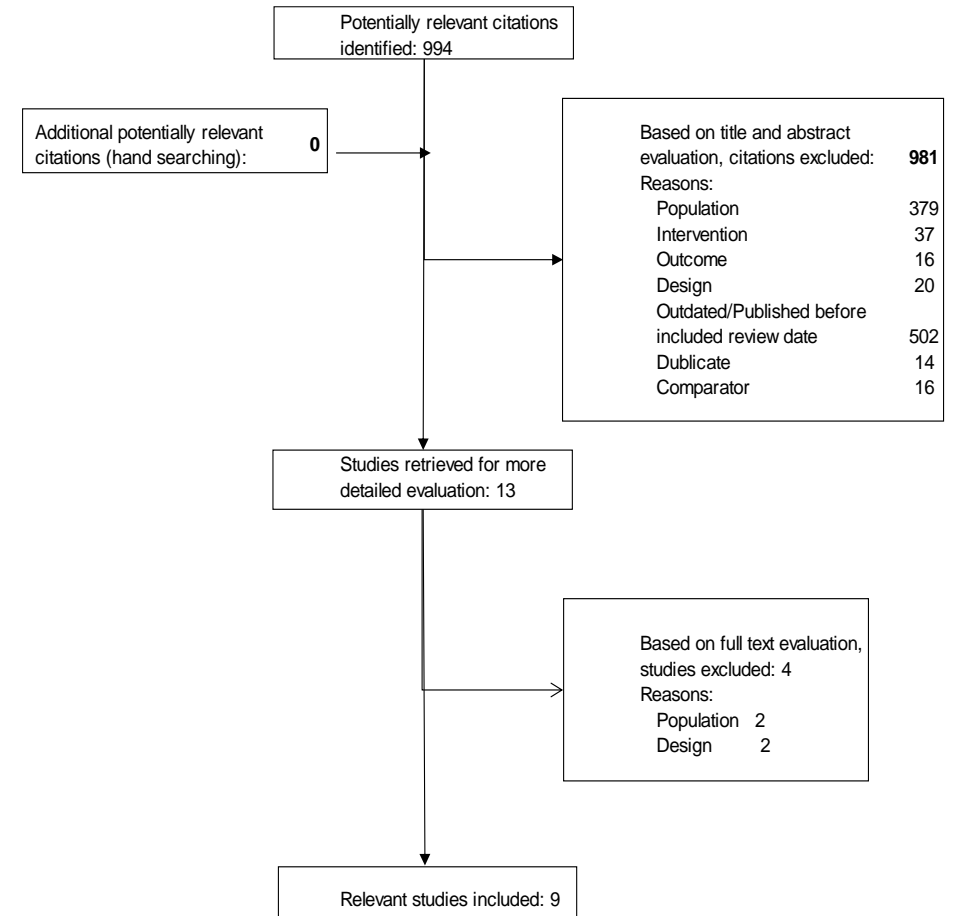 Potentially relevant citations
identified: 994
Additional potentially relevant
citations (hand searching): 0
Based on title and abstract
evaluation, citations excluded: 981
Reasons:
Population 379
Intervention 37
Outcome 16
Design 20
Outdated/Published before
included review date 502
Dublicate 14
Comparator 16
Studies retrieved for more
detailed evaluation: 13
Based on full text evaluation,
studies excluded: 4
Reasons:
Population 2
Design 2
Relevant studies included: 9